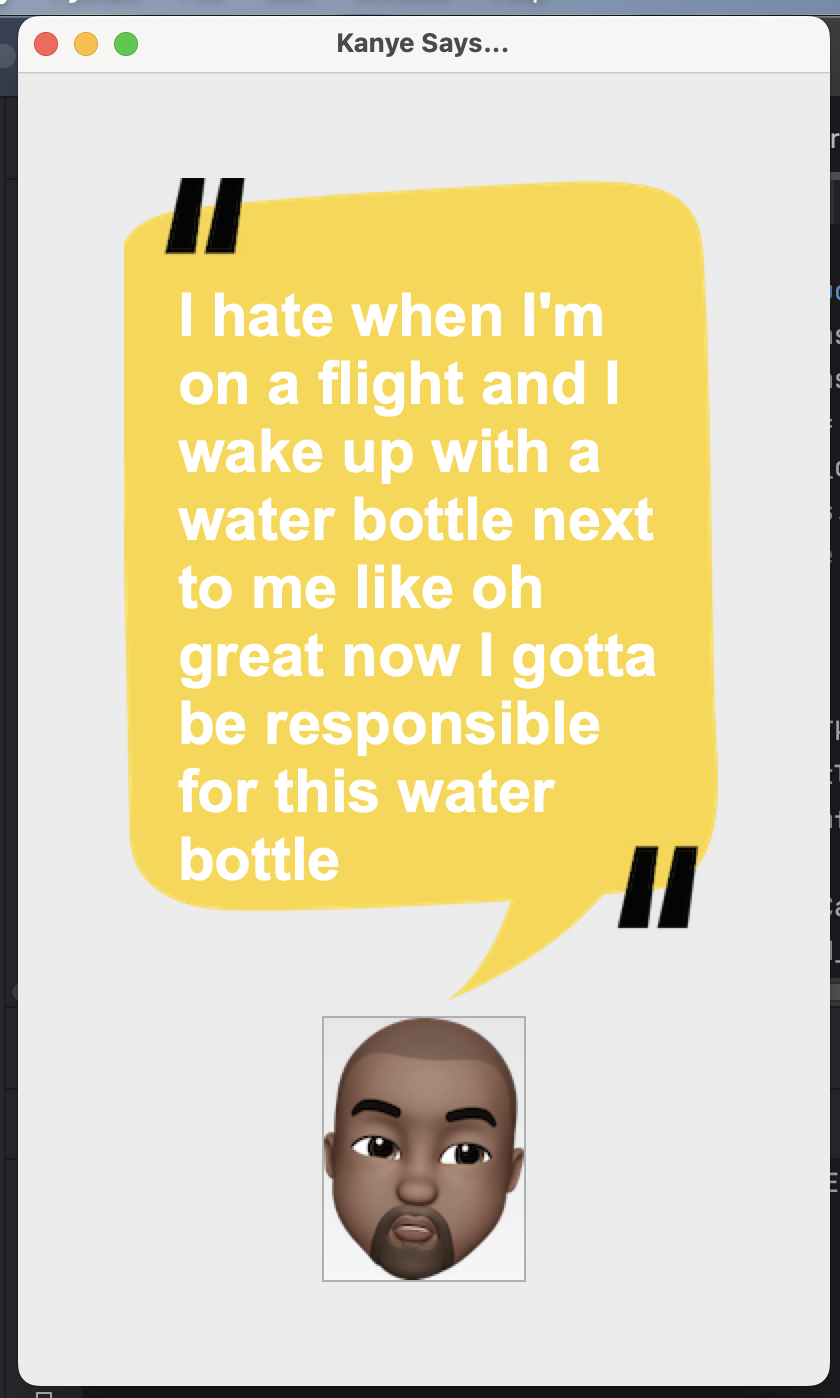 Kanye Says...
"
I hate when I'm
on a flight and I
wake up with a
water bottle next
to me like oh
great now I gotta
be responsible
for this water
bottle
"